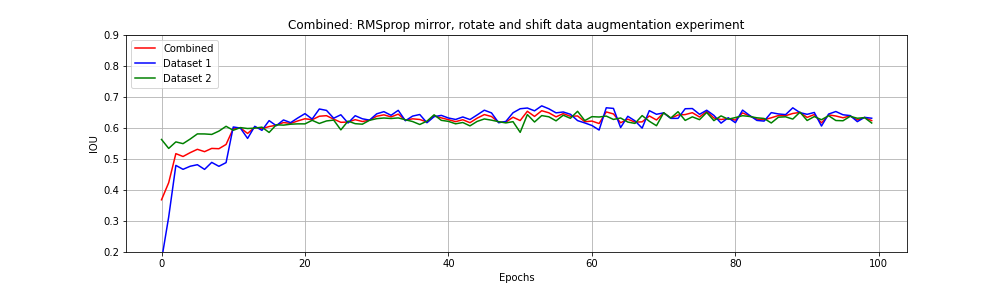 Combined: RMSprop mirror, rotate and shift data augmentation experiment
0.9
0.8
0.7
0.6
0.5
0.4
0.3
0.2
IOU
Combined
Dataset 1
Dataset 2
0 20 40 60 80 100
Epochs